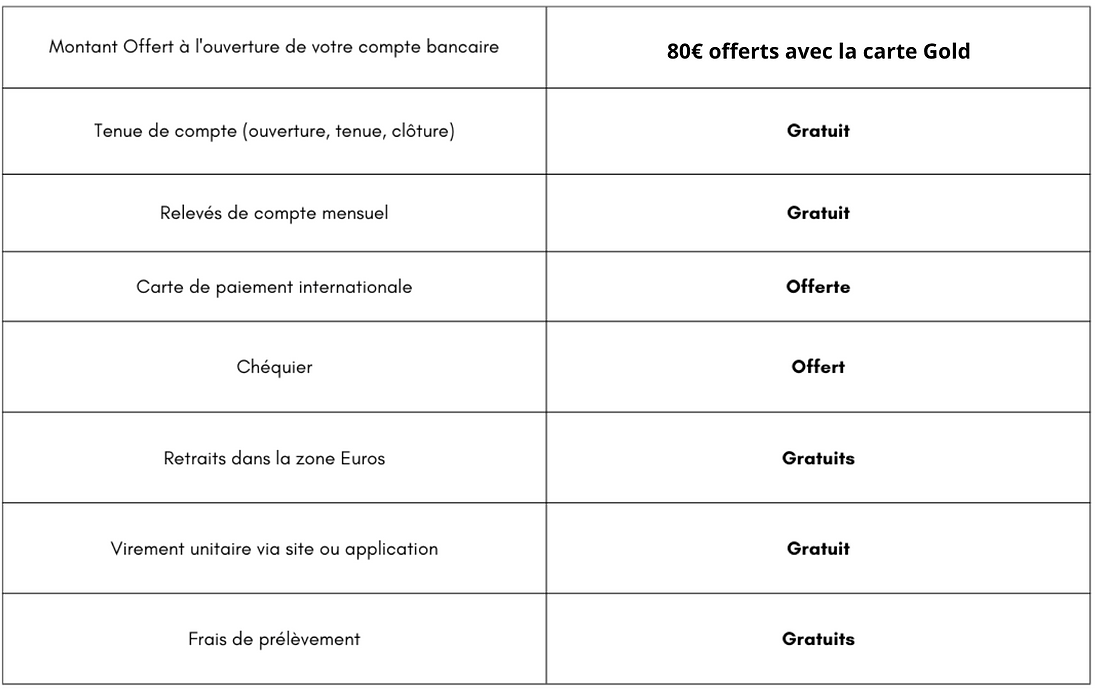 Montant Offert à l'ouverture de votre compte bancaire
80€ offerts avec la carte Gold
Tenue de compte (ouverture, tenue, clôture)
Gratuit
Relevés de compte mensuel
Gratuit
Carte de paiement internationale
Offerte
Chéquier
Offert
Retraits dans la zone Euros
Gratuits
Virement unitaire via site ou application
Gratuit
Frais de prélèvement
Gratuits